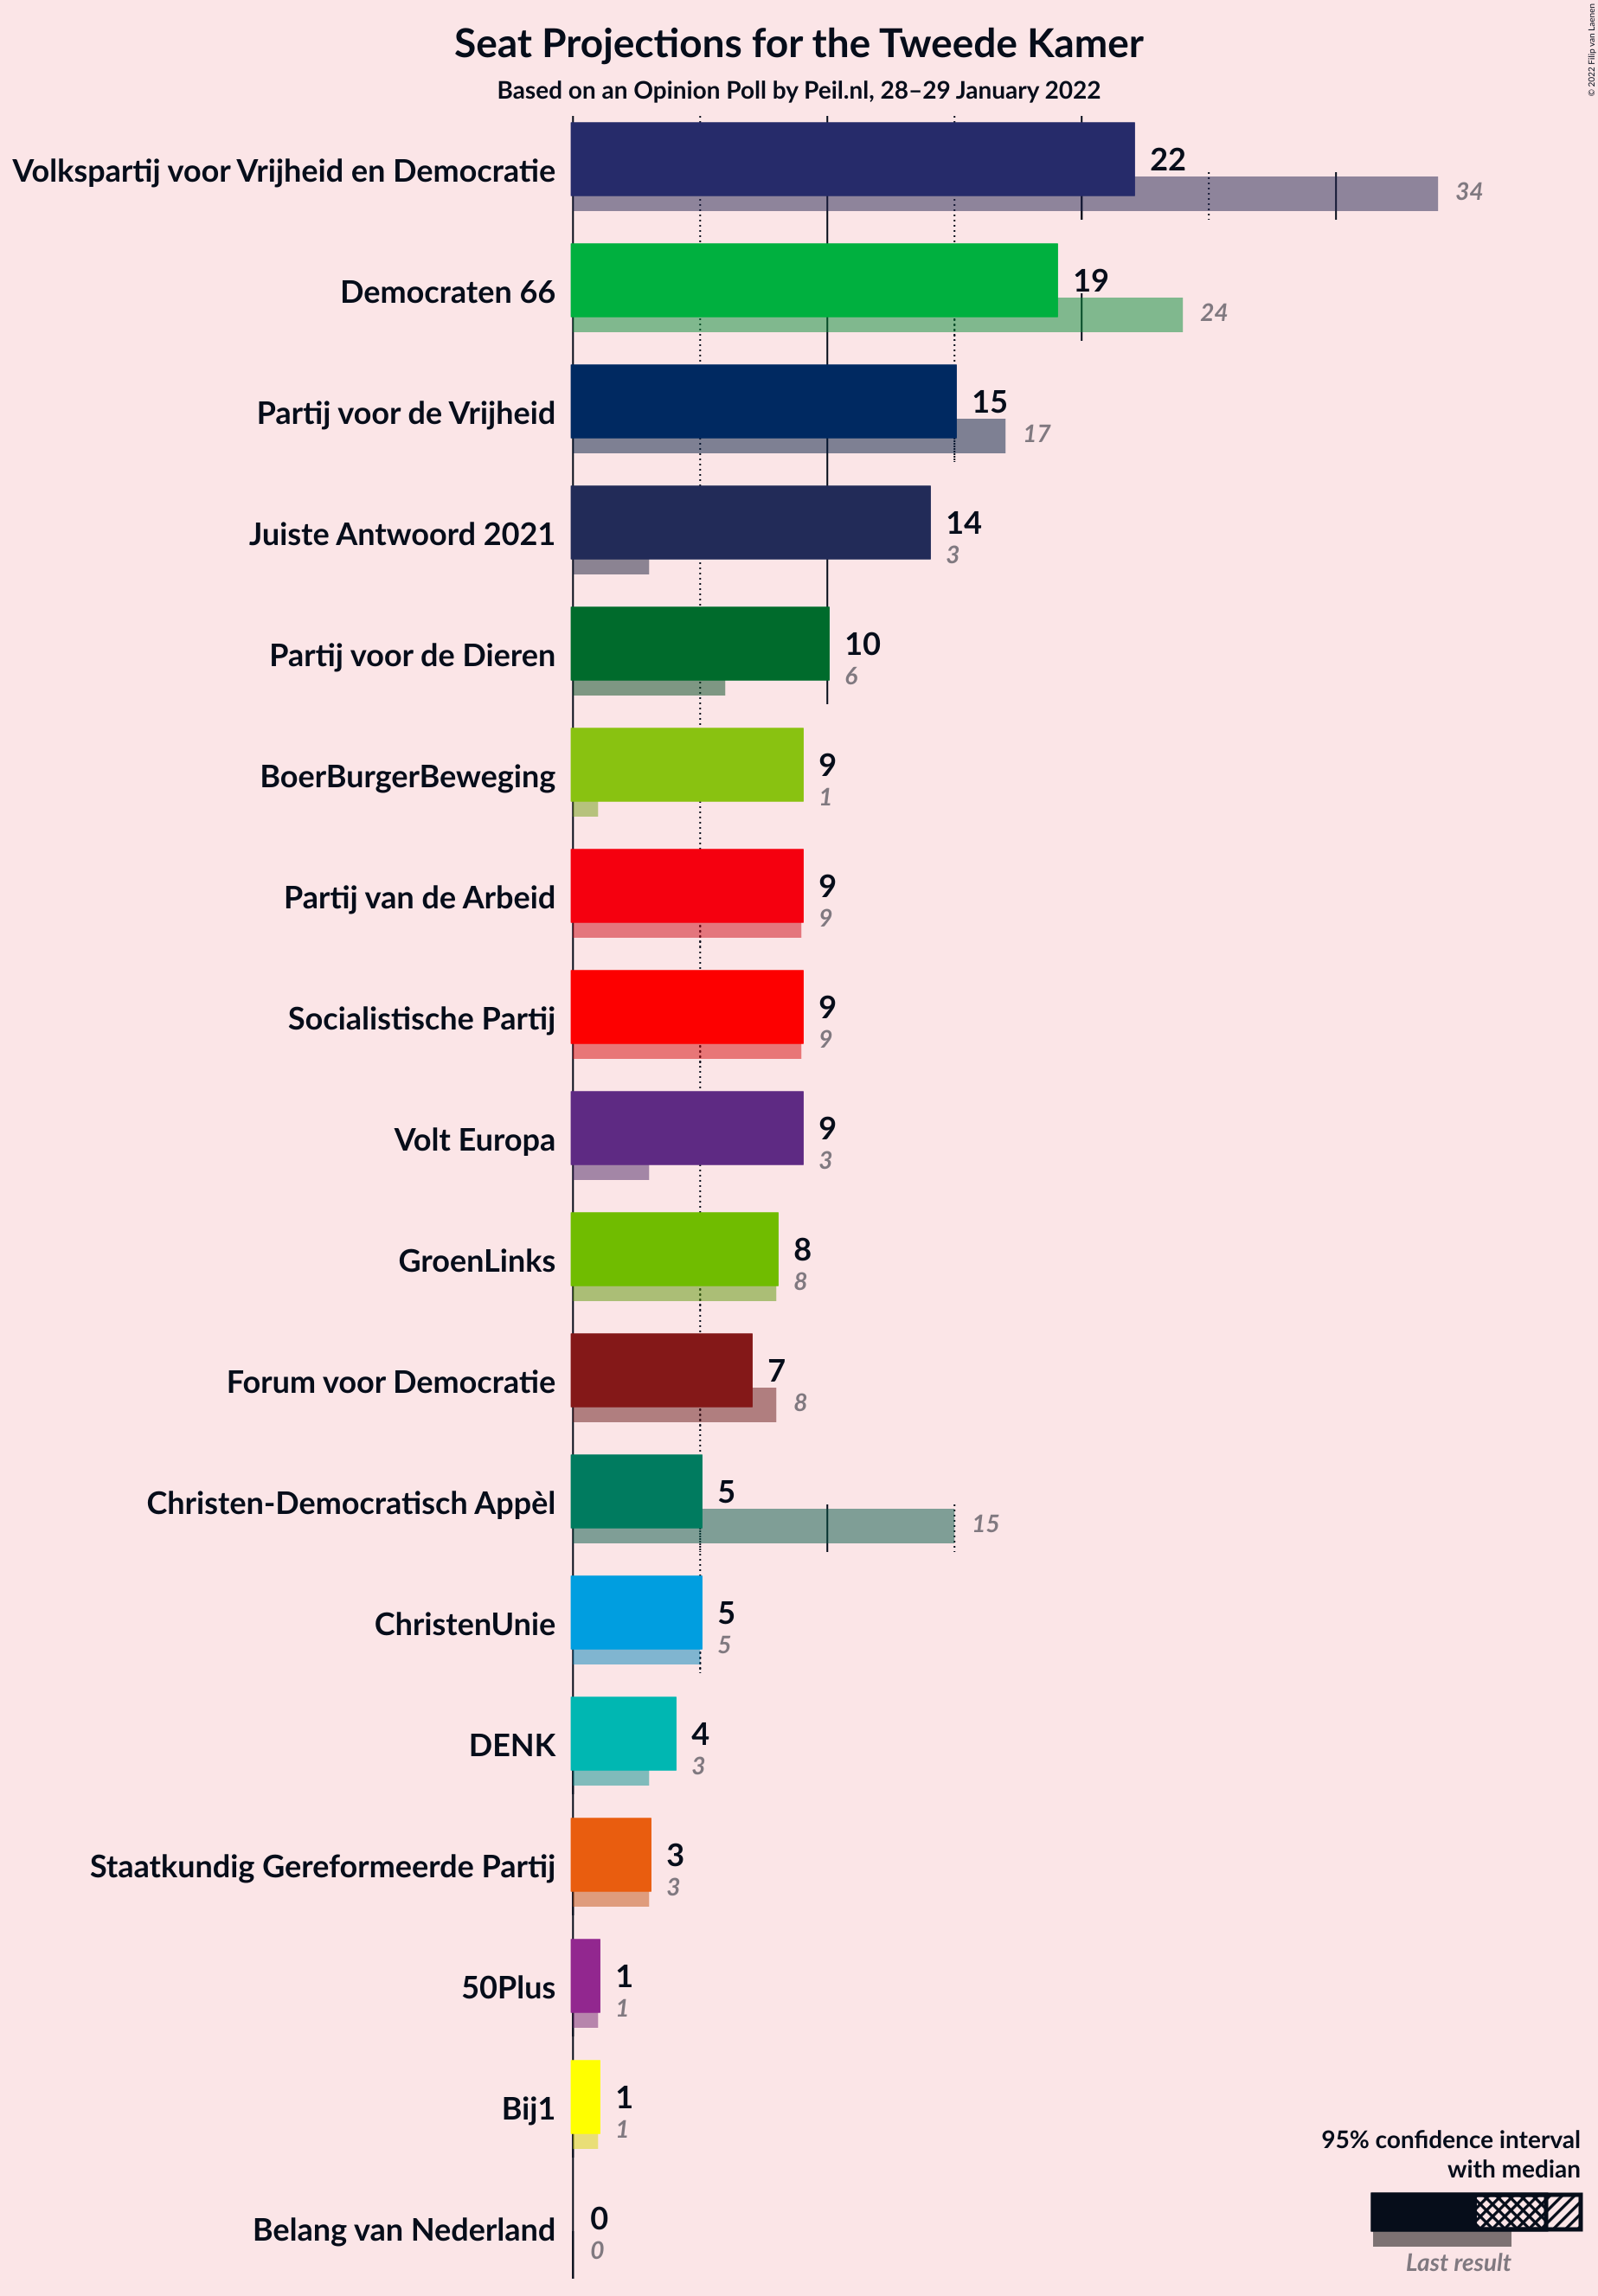 Seat Projections for the Tweede Kamer
Based on an Opinion Poll by Peil.nl, 28–29 January 2022
© 2022 Filip van Laenen
Volkspartij voor Vrijheid en Democratie
22
34
Democraten 66
19
24
Partij voor de Vrijheid
15
17
Juiste Antwoord 2021
14
3
Partij voor de Dieren
10
6
BoerBurgerBeweging
9
1
Partij van de Arbeid
9
9
Socialistische Partij
9
9
Volt Europa
9
3
GroenLinks
8
8
Forum voor Democratie
7
8
Christen-Democratisch Appèl
5
15
ChristenUnie
5
5
DENK
4
3
Staatkundig Gereformeerde Partij
3
3
50Plus
1
1
Bij1
1
1
Belang van Nederland
0
0
95% confidence interval
with median
Last result